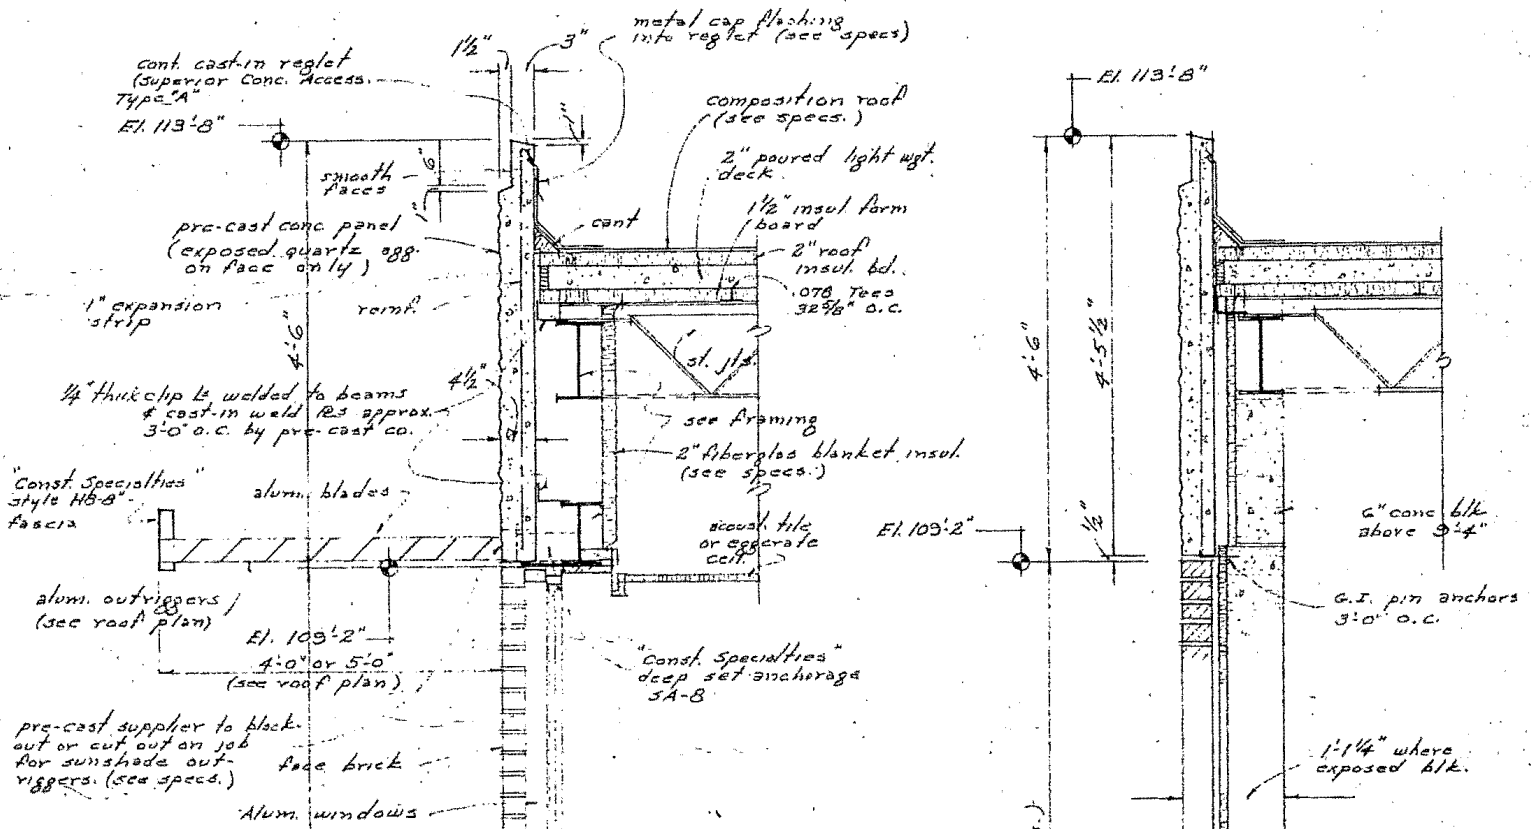 metal cap flashing
into reglet (see specs)
1½"
3"
cont. cast-in reglet
(Superior Conc. Access.
Type "A"
El. 113'-8"
1"
6"
1"
smooth
faces
composition roof
(see specs.)
2" poured light wgt.
deck
1½" insul. form
board
cant
2" roof
insul. bd.
.078 Tees
32⅝" O.C.
pre-cast conc panel
(exposed quartz agg.
on face only)
1" expansion
strip
reinf.
4'-6"
st. jts.
¼" thick clip Ls welded to beams
& cast-in weld PLs approx.
3'-0" O.C. by pre-cast co.
4½"
see framing
2" fiberglas blanket insul.
(see specs.)
"Const. Specialties"
style H8-8"
fascia
alum. blades
acoust. tile
or eggcrate
ceil.
alum. outriggers
(see roof plan)
El. 109'-2"
4'-0" or 5'-0"
(see roof plan)
"Const. Specialties"
deep set anchorage
SA-8
pre-cast supplier to block-
out or cut out on job
for sunshade out-
riggers. (see specs.)
face brick
Alum. windows
El. 113'-8"
4'-6"
4'-5½"
½"
El. 109'-2"
6" conc blk
above 9'-4"
G.I. pin anchors
3'-0" O.C.
1'-1¼" where
exposed blk.